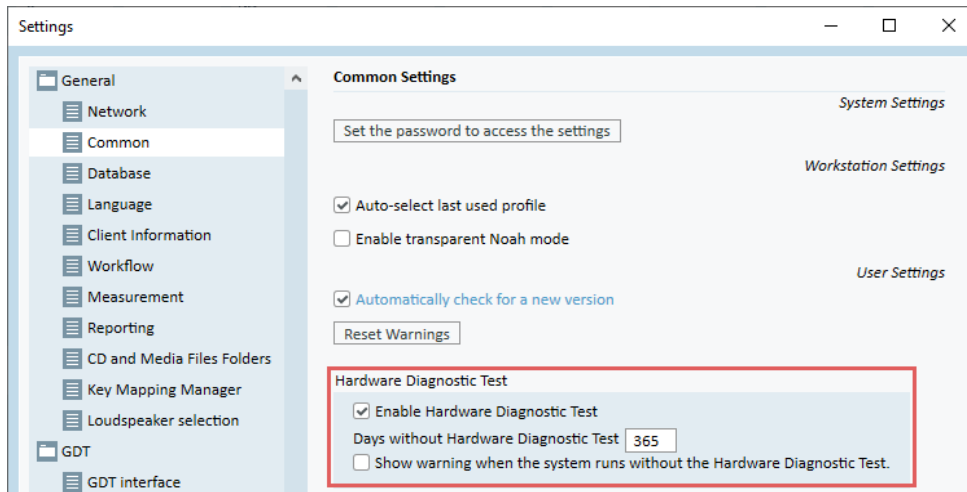 Settings
General
Network
Common
Database
Language
Client Information
Workflow
Measurement
Reporting
CD and Media Files Folders
Key Mapping Manager
Loudspeaker selection
GDT
GDT interface
Common Settings
System Settings
Set the password to access the settings
Workstation Settings
Auto-select last used profile
Enable transparent Noah mode
User Settings
Automatically check for a new version
Reset Warnings
Hardware Diagnostic Test
Enable Hardware Diagnostic Test
Days without Hardware Diagnostic Test 365
Show warning when the system runs without the Hardware Diagnostic Test.